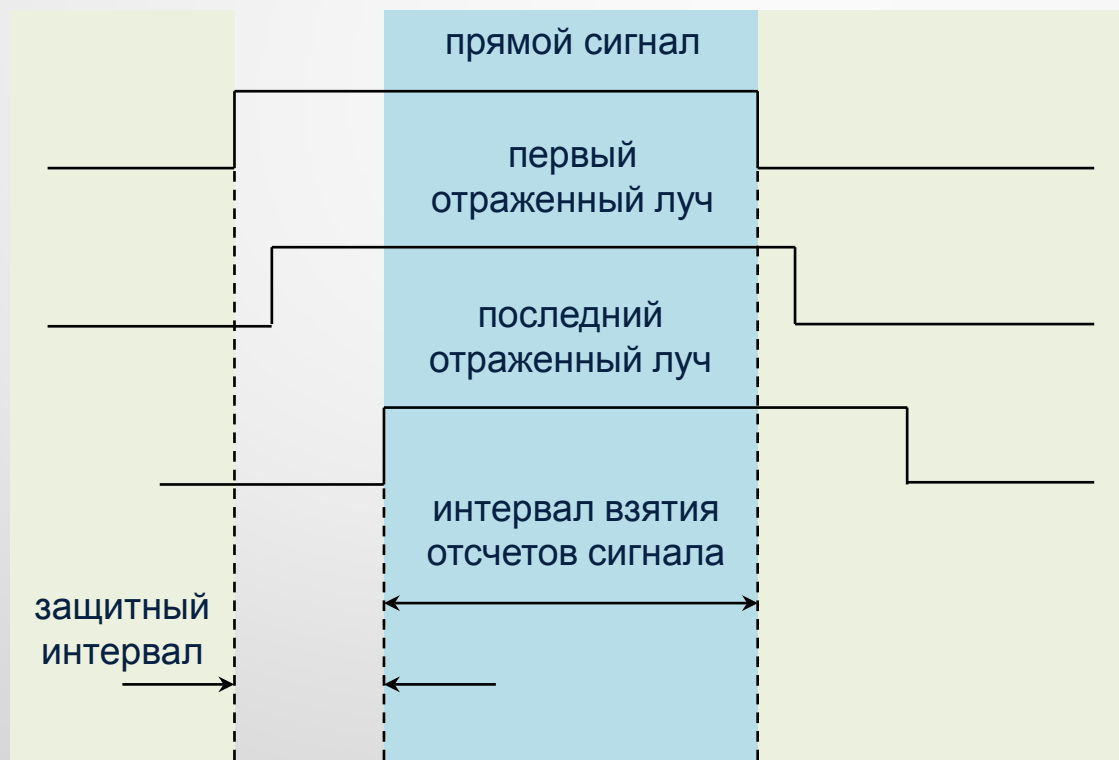 прямой сигнал
первый
отраженный луч
последний
отраженный луч
интервал взятия
отсчетов сигнала
защитный
интервал